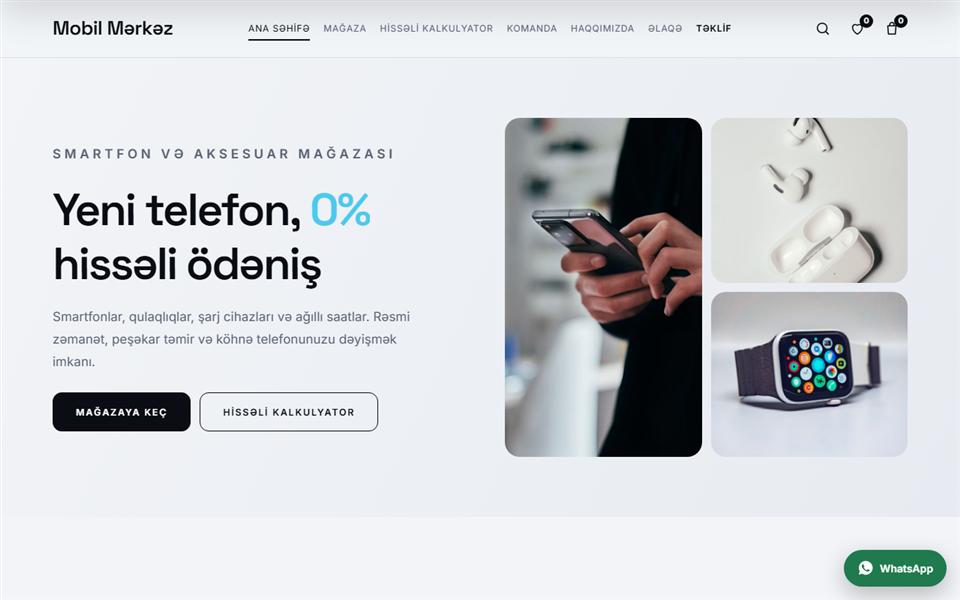 Mobil Mərkəz
ANA SƏHİFƏ MAĞAZA HİSSƏLİ KALKULYATOR KOMANDA HAQQIMIZDA ƏLAQƏ TƏKLİF
0 0
SMARTFON VƏ AKSESUAR MAĞAZASI
Yeni telefon, 0%
hissəli ödəniş
Smartfonlar, qulaqlıqlar, şarj cihazları və ağıllı saatlar. Rəsmi
zəmanət, peşəkar təmir və köhnə telefonunuzu dəyişmək
imkanı.
MAĞAZAYA KEÇ HİSSƏLİ KALKULYATOR
WhatsApp